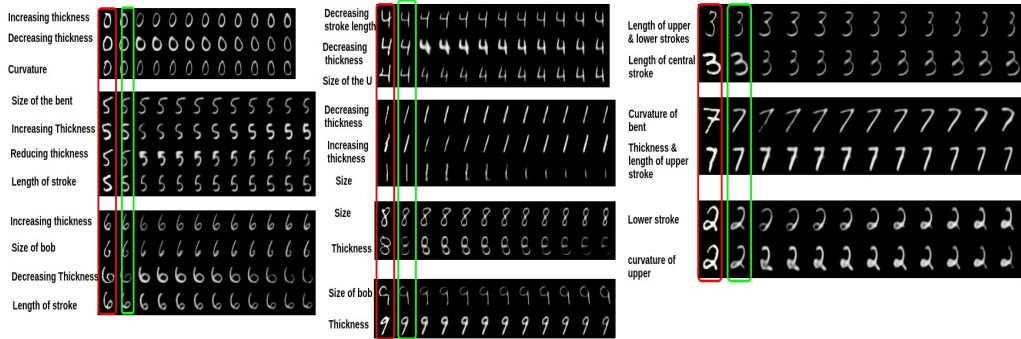 Increasing thickness
Decreasing thickness
Curvature
Size of the bent
Increasing Thickness
Reducing thickness
Length of stroke
Increasing thickness
Size of bob
Decreasing Thickness
Length of stroke
Decreasing
stroke length
Decreasing
thickness
Size of the U
Decreasing
thickness
Increasing
thickness
Size
Size
Thickness
Size of bob
Thickness
Length of upper
& lower strokes
Length of central
stroke
Curvature of
bent
Thickness &
length of upper
stroke
Lower stroke
curvature of
upper